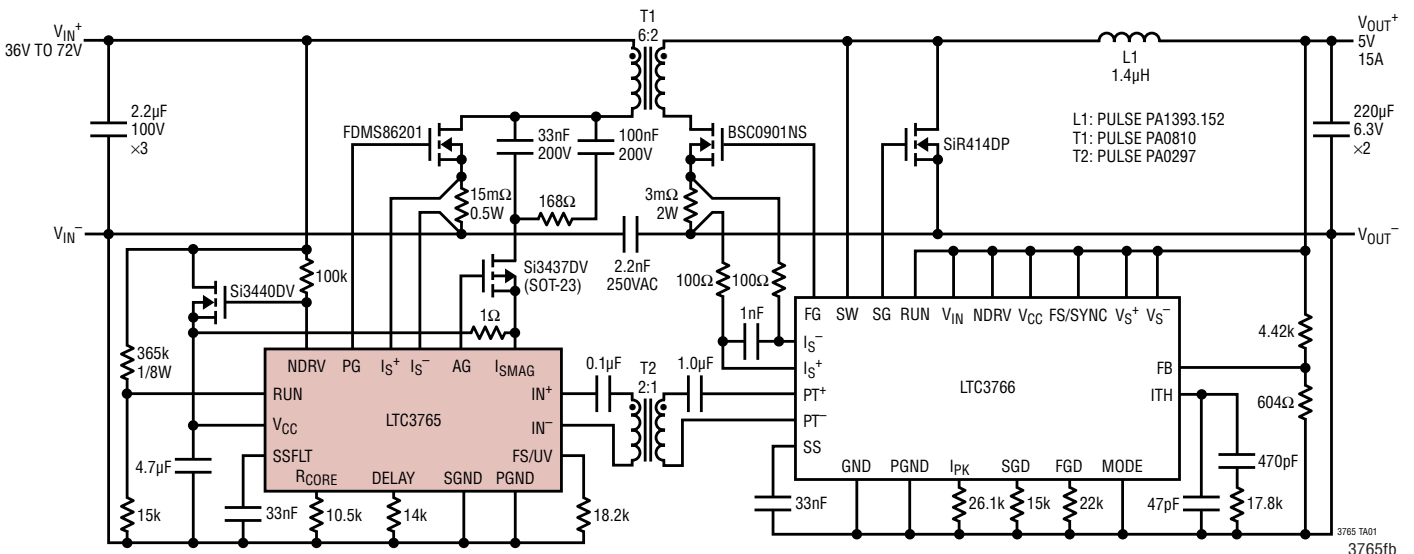 T1
6:2
VIN+
36V TO 72V
VOUT+
5V
15A
L1
1.4µH
2.2µF
100V
×3
FDMS86201
33nF
200V
100nF
200V
BSC0901NS
SiR414DP
L1: PULSE PA1393.152
T1: PULSE PA0810
T2: PULSE PA0297
220µF
6.3V
×2
15mΩ
0.5W
168Ω
3mΩ
2W
VIN−
VOUT−
100k
Si3440DV
Si3437DV
(SOT-23)
2.2nF
250VAC
100Ω
100Ω
1Ω
1nF
365k
1/8W
4.42k
604Ω
NDRV PG IS+ IS− AG ISMAG
RUN
VCC
SSFLT
LTC3765
IN+
IN−
FS/UV
RCORE DELAY SGND PGND
0.1µF
T2
2:1
1.0µF
FG SW SG RUN VIN NDRV VCC FS/SYNC VS+ VS−
IS−
IS+
PT+
PT−
SS
LTC3766
FB
ITH
GND PGND IPK SGD FGD MODE
4.7µF
15k
33nF
10.5k
14k
18.2k
33nF
26.1k
15k
22k
47pF
470pF
17.8k
3765 TA01
3765fb